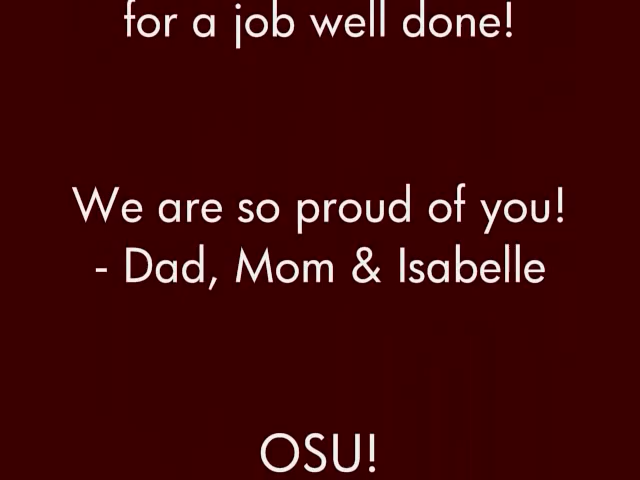 for a job well done!
We are so proud of you!
- Dad, Mom & Isabelle
OSU!